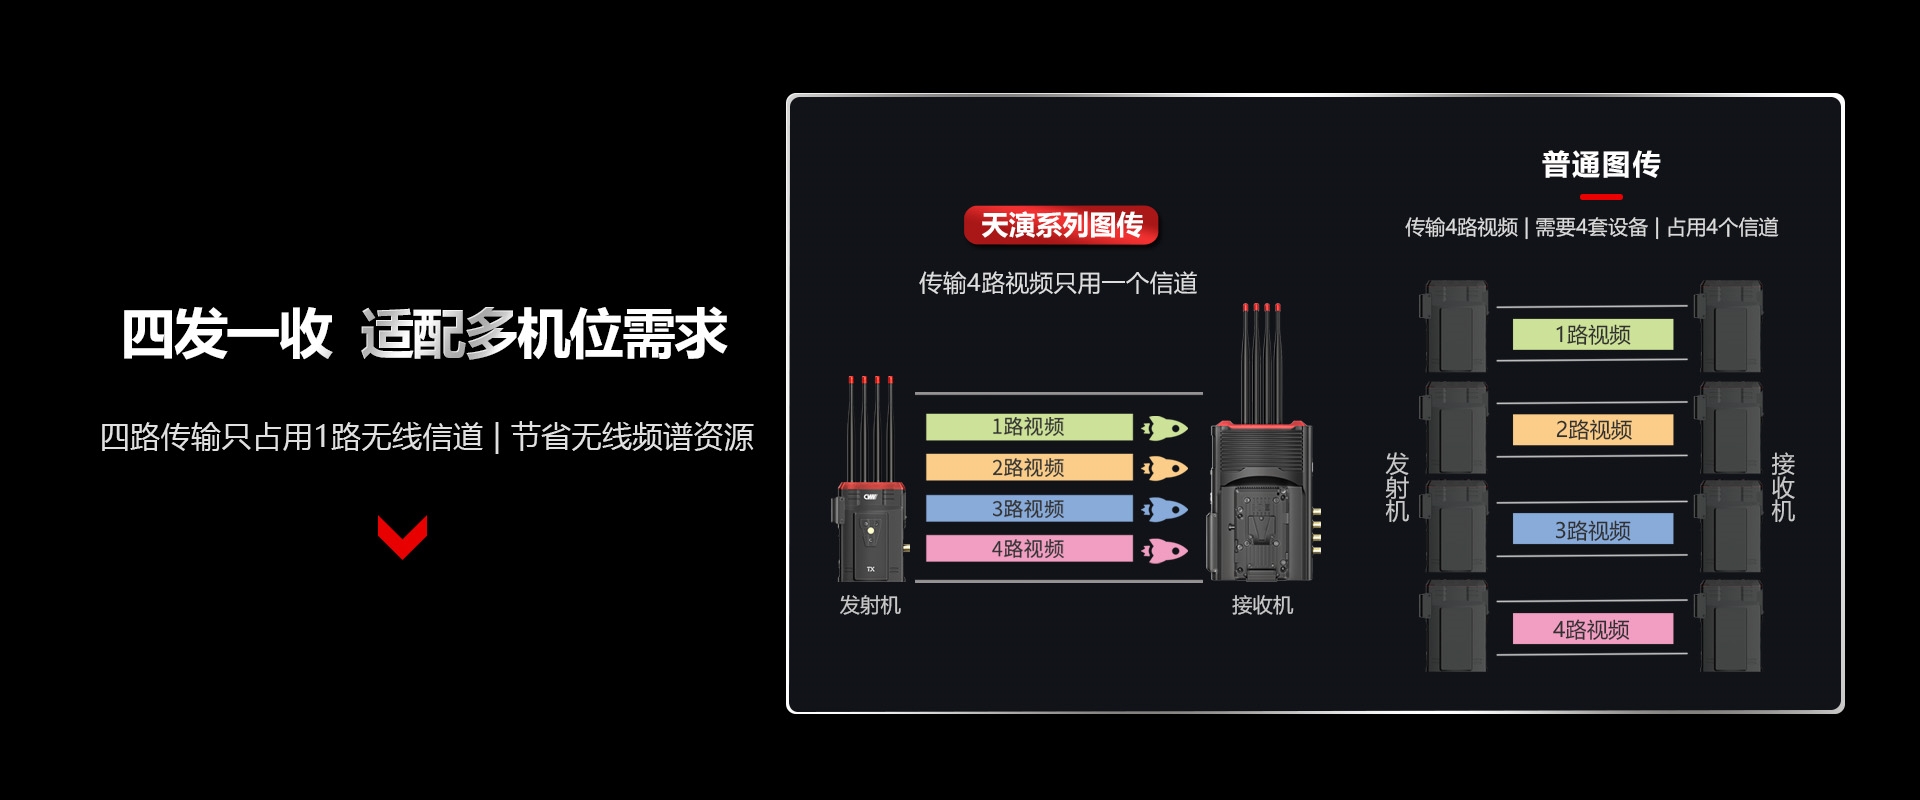 四发一收 适配多机位需求
四路传输只占用1路无线信道 | 节省无线频谱资源
天演系列图传
传输4路视频只用一个信道
1路视频
2路视频
3路视频
4路视频
CVW
TX
发射机
接收机
普通图传
传输4路视频 | 需要4套设备 | 占用4个信道
1路视频
2路视频
3路视频
4路视频
发射机
接收机